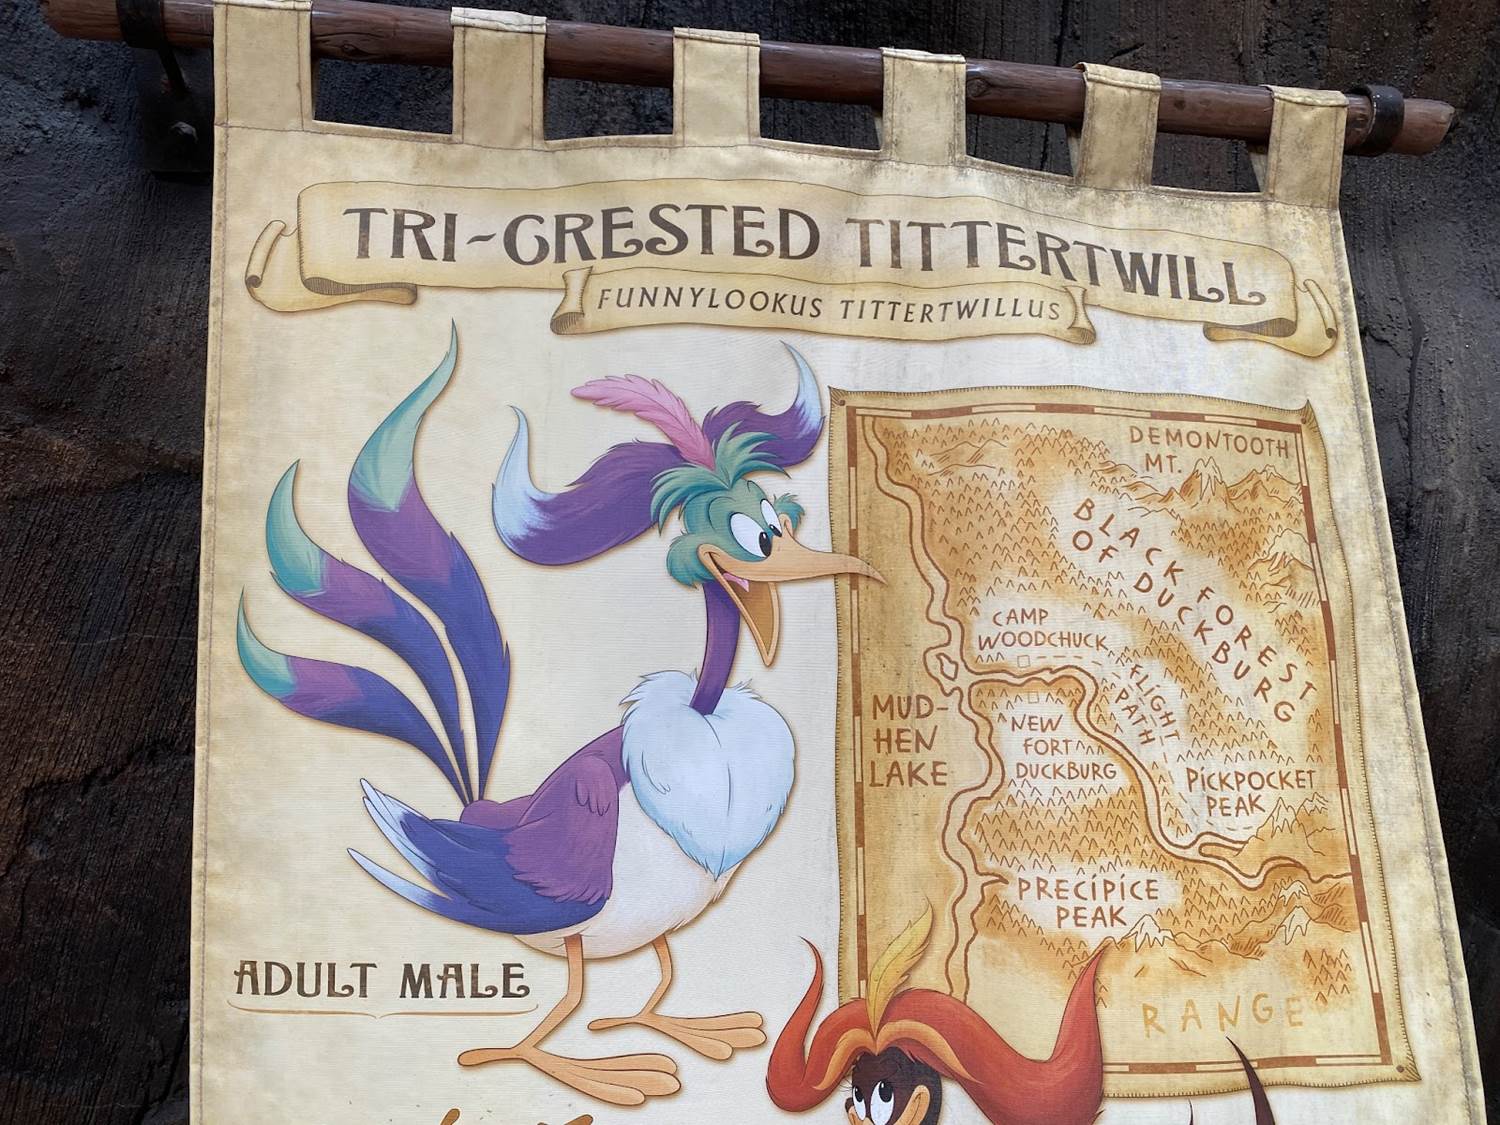 TRI-CRESTED TITTERTWILL
FUNNYLOOKUS TITTERTWILLUS
DEMONTOOTH
MT.
BLACK FOREST
OF DUCKBURG
CAMP
WOODCHUCK
FLIGHT
PATH
MUD-
HEN
LAKE
NEW
FORT
DUCKBURG
PICKPOCKET
PEAK
PRECIPICE
PEAK
RANGE
ADULT MALE